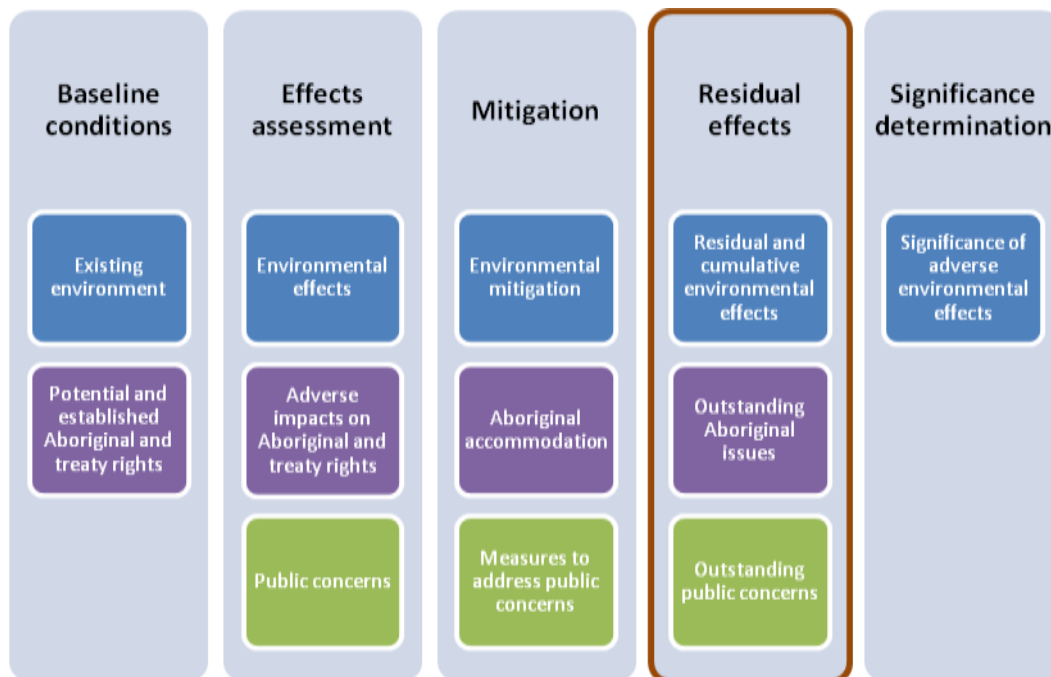 Baseline
conditions
Existing
environment
Potential and
established
Aboriginal and
treaty rights
Effects
assessment
Environmental
effects
Adverse
impacts on
Aboriginal and
treaty rights
Public concerns
Mitigation
Environmental
mitigation
Aboriginal
accommodation
Measures to
address public
concerns
Residual
effects
Residual and
cumulative
environmental
effects
Outstanding
Aboriginal
issues
Outstanding
public concerns
Significance
determination
Significance of
adverse
environmental
effects